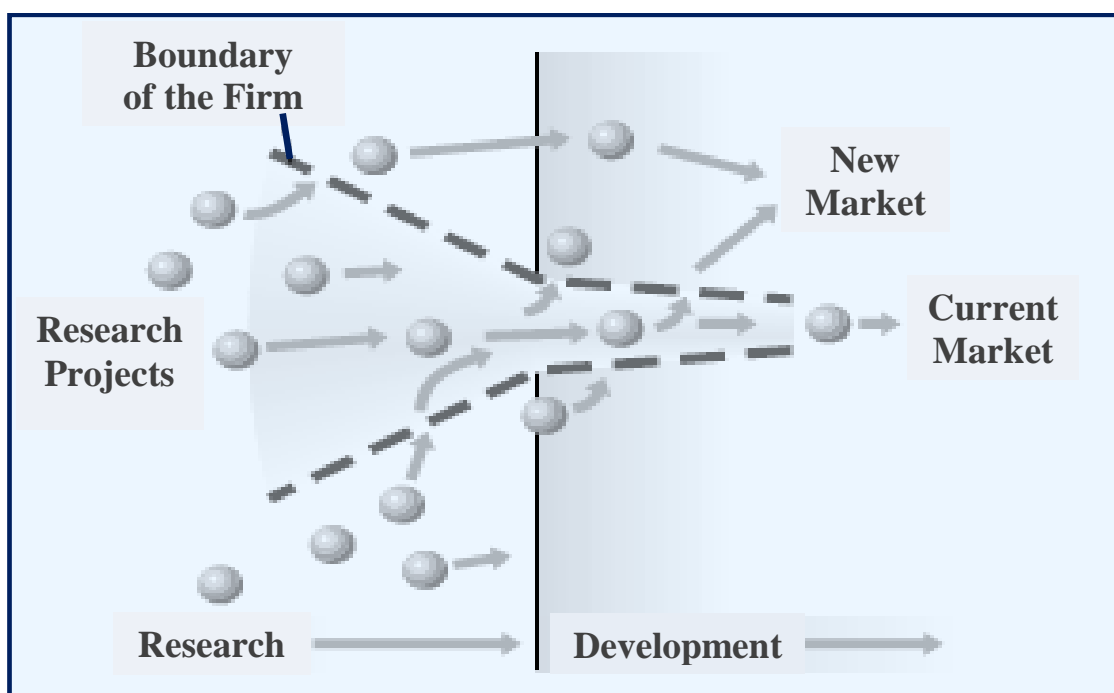 Boundary
of the Firm
New
Market
Research
Projects
Current
Market
Research
Development